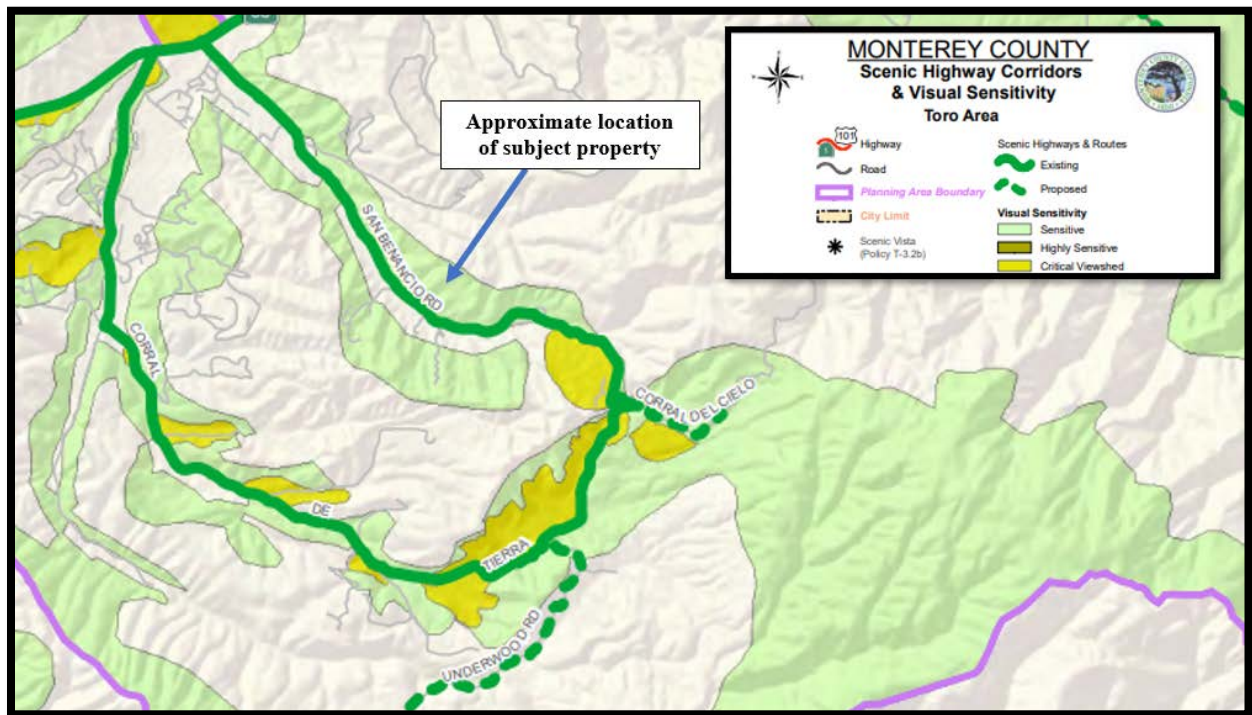 MONTEREY COUNTY
Scenic Highway Corridors
& Visual Sensitivity
Toro Area
101
Highway
Road
Planning Area Boundary
City Limit
Scenic Vista
(Policy T-3.2b)
Scenic Highways & Routes
Existing
Proposed
Visual Sensitivity
Sensitive
Highly Sensitive
Critical Viewshed
Approximate location
of subject property
SAN BENANCIO RD
CORRAL
DE
TIERRA
CORRAL DEL CIELO
UNDERWOOD RD